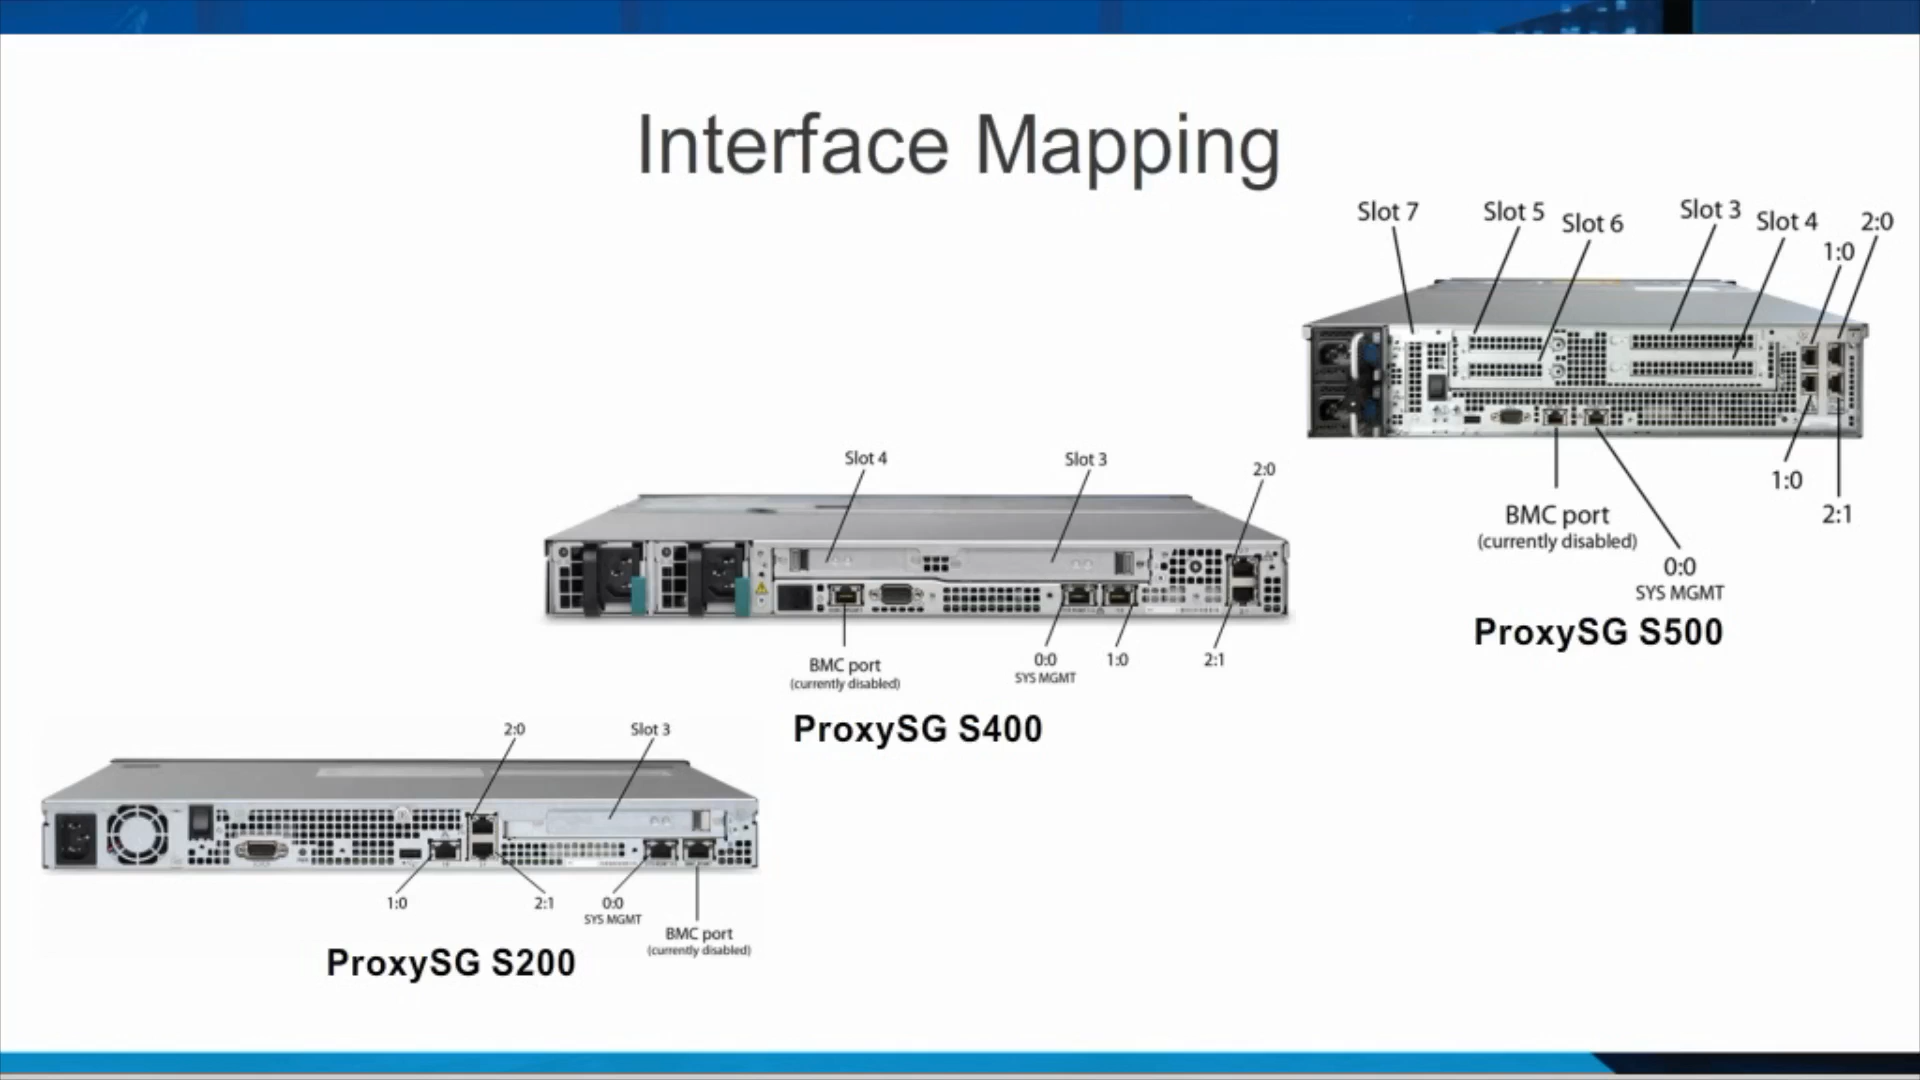 Interface Mapping
Slot 7
Slot 5
Slot 6
Slot 3
Slot 4
1:0
2:0
BMC port
(currently disabled)
0:0
SYS MGMT
1:0
2:1
ProxySG S500
Slot 4
Slot 3
2:0
BMC port
(currently disabled)
0:0
SYS MGMT
1:0
2:1
ProxySG S400
2:0
Slot 3
1:0
2:1
0:0
SYS MGMT
BMC port
(currently disabled)
ProxySG S200